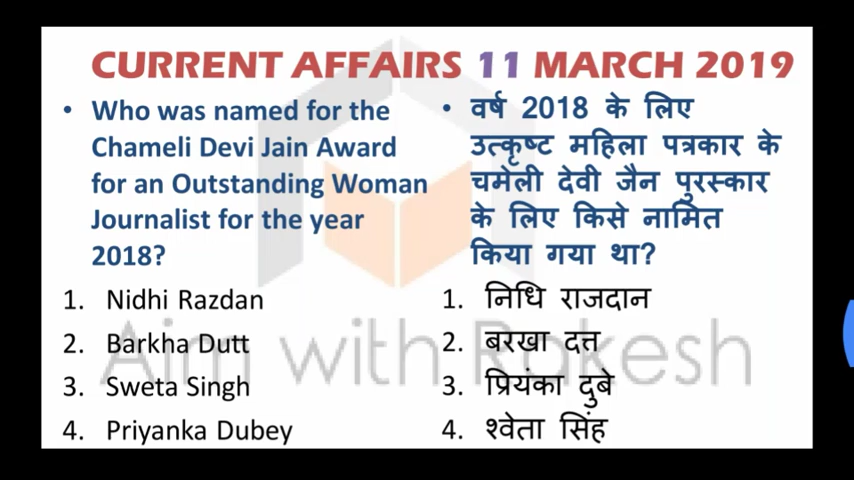 CURRENT AFFAIRS 11 MARCH 2019
• Who was named for the
Chameli Devi Jain Award
for an Outstanding Woman
Journalist for the year
2018?
1. Nidhi Razdan
2. Barkha Dutt
3. Sweta Singh
4. Priyanka Dubey
• वर्ष 2018 के लिए
उत्कृष्ट महिला पत्रकार के
चमेली देवी जैन पुरस्कार
के लिए किसे नामित
किया गया था?
1. निधि राजदान
2. बरखा दत्त
3. प्रियंका दुबे
4. श्वेता सिंह
Aim with Rakesh